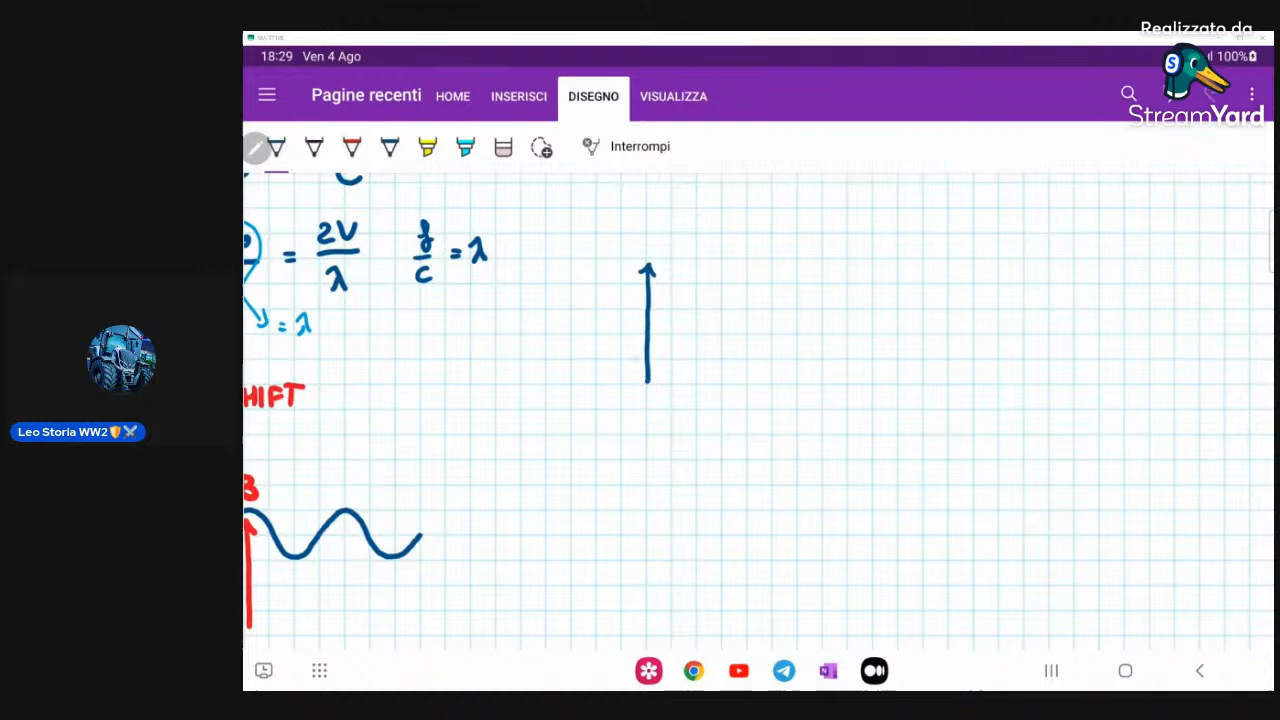 Realizzato da
StreamYard
18:29 Ven 4 Ago
100%
Pagine recenti HOME INSERISCI DISEGNO VISUALIZZA
Interrompi
= 2V/λ f/c = λ
= λ
HIFT
B
Leo Storia WW2